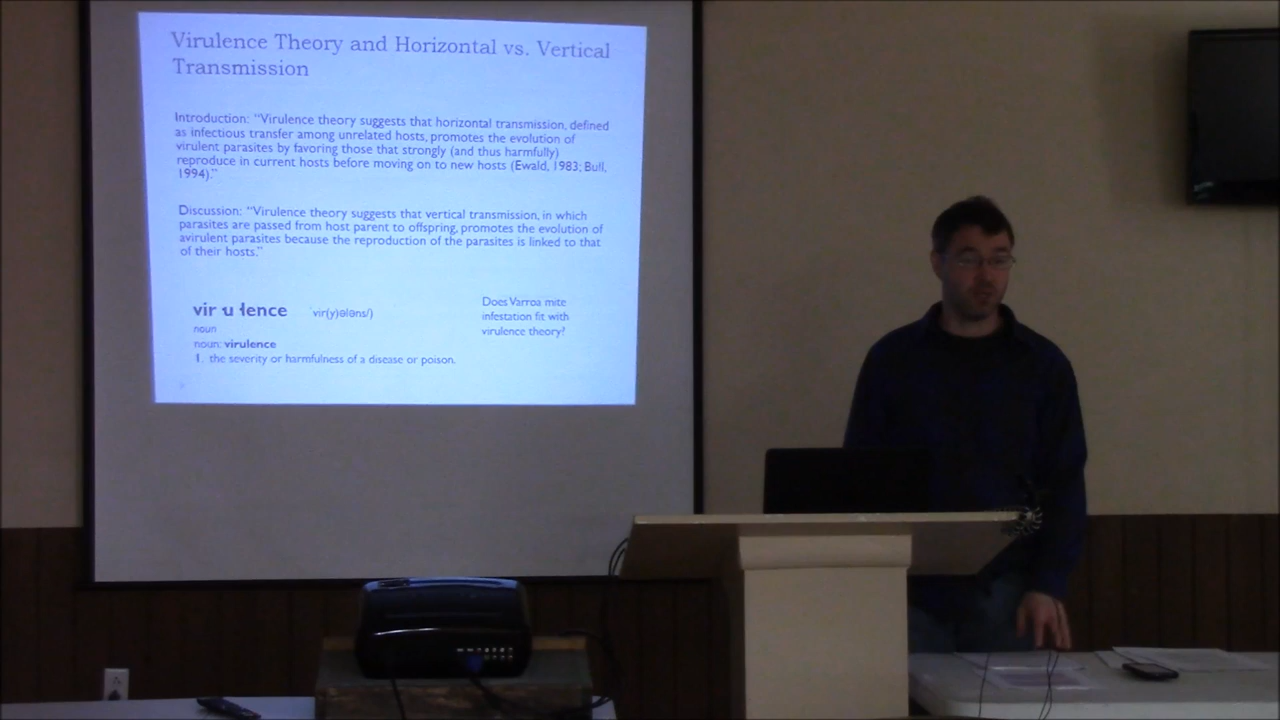 Virulence Theory and Horizontal vs. Vertical
Transmission
Introduction: "Virulence theory suggests that horizontal transmission, defined
as infectious transfer among unrelated hosts, promotes the evolution of
virulent parasites by favoring those that strongly (and thus harmfully)
reproduce in current hosts before moving on to new hosts (Ewald, 1983; Bull,
1994)."
Discussion: "Virulence theory suggests that vertical transmission, in which
parasites are passed from host parent to offspring, promotes the evolution of
avirulent parasites because the reproduction of the parasites is linked to that
of their hosts."
vir u lence ˈvir(y)ələns/
noun
noun: virulence
1. the severity or harmfulness of a disease or poison.
Does Varroa mite
infestation fit with
virulence theory?